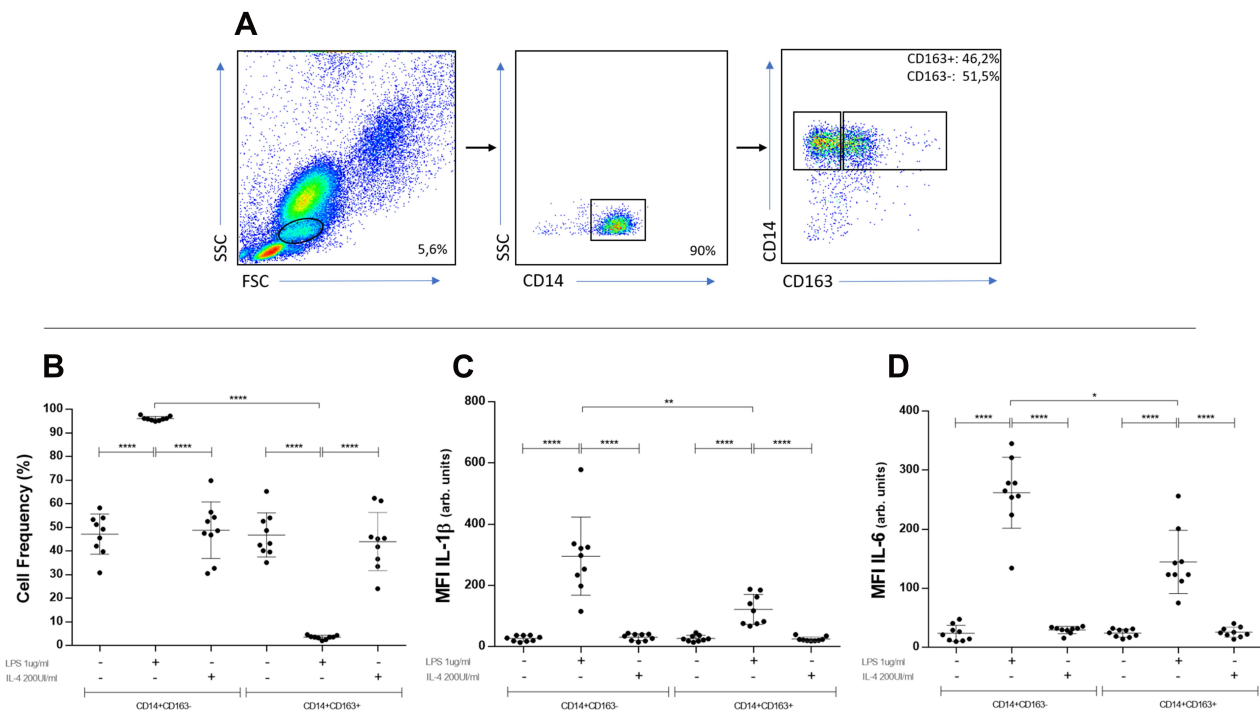 A
SSC
FSC
5,6%
SSC
CD14
90%
CD14
CD163
CD163+: 46,2%
CD163-: 51,5%
B
Cell Frequency (%)
100
90
80
70
60
50
40
30
20
10
0
****
**** **** **** ****
LPS 1ug/ml - + - - + -
IL-4 200UI/ml - - + - - +
CD14+CD163- CD14+CD163+
C
MFI IL-1β (arb. units)
800
600
400
200
0
**
**** **** **** ****
LPS 1ug/ml - + - - + -
IL-4 200UI/ml - - + - - +
CD14+CD163- CD14+CD163+
D
MFI IL-6 (arb. units)
400
300
200
100
0
*
**** **** **** ****
LPS 1ug/ml - + - - + -
IL-4 200UI/ml - - + - - +
CD14+CD163- CD14+CD163+